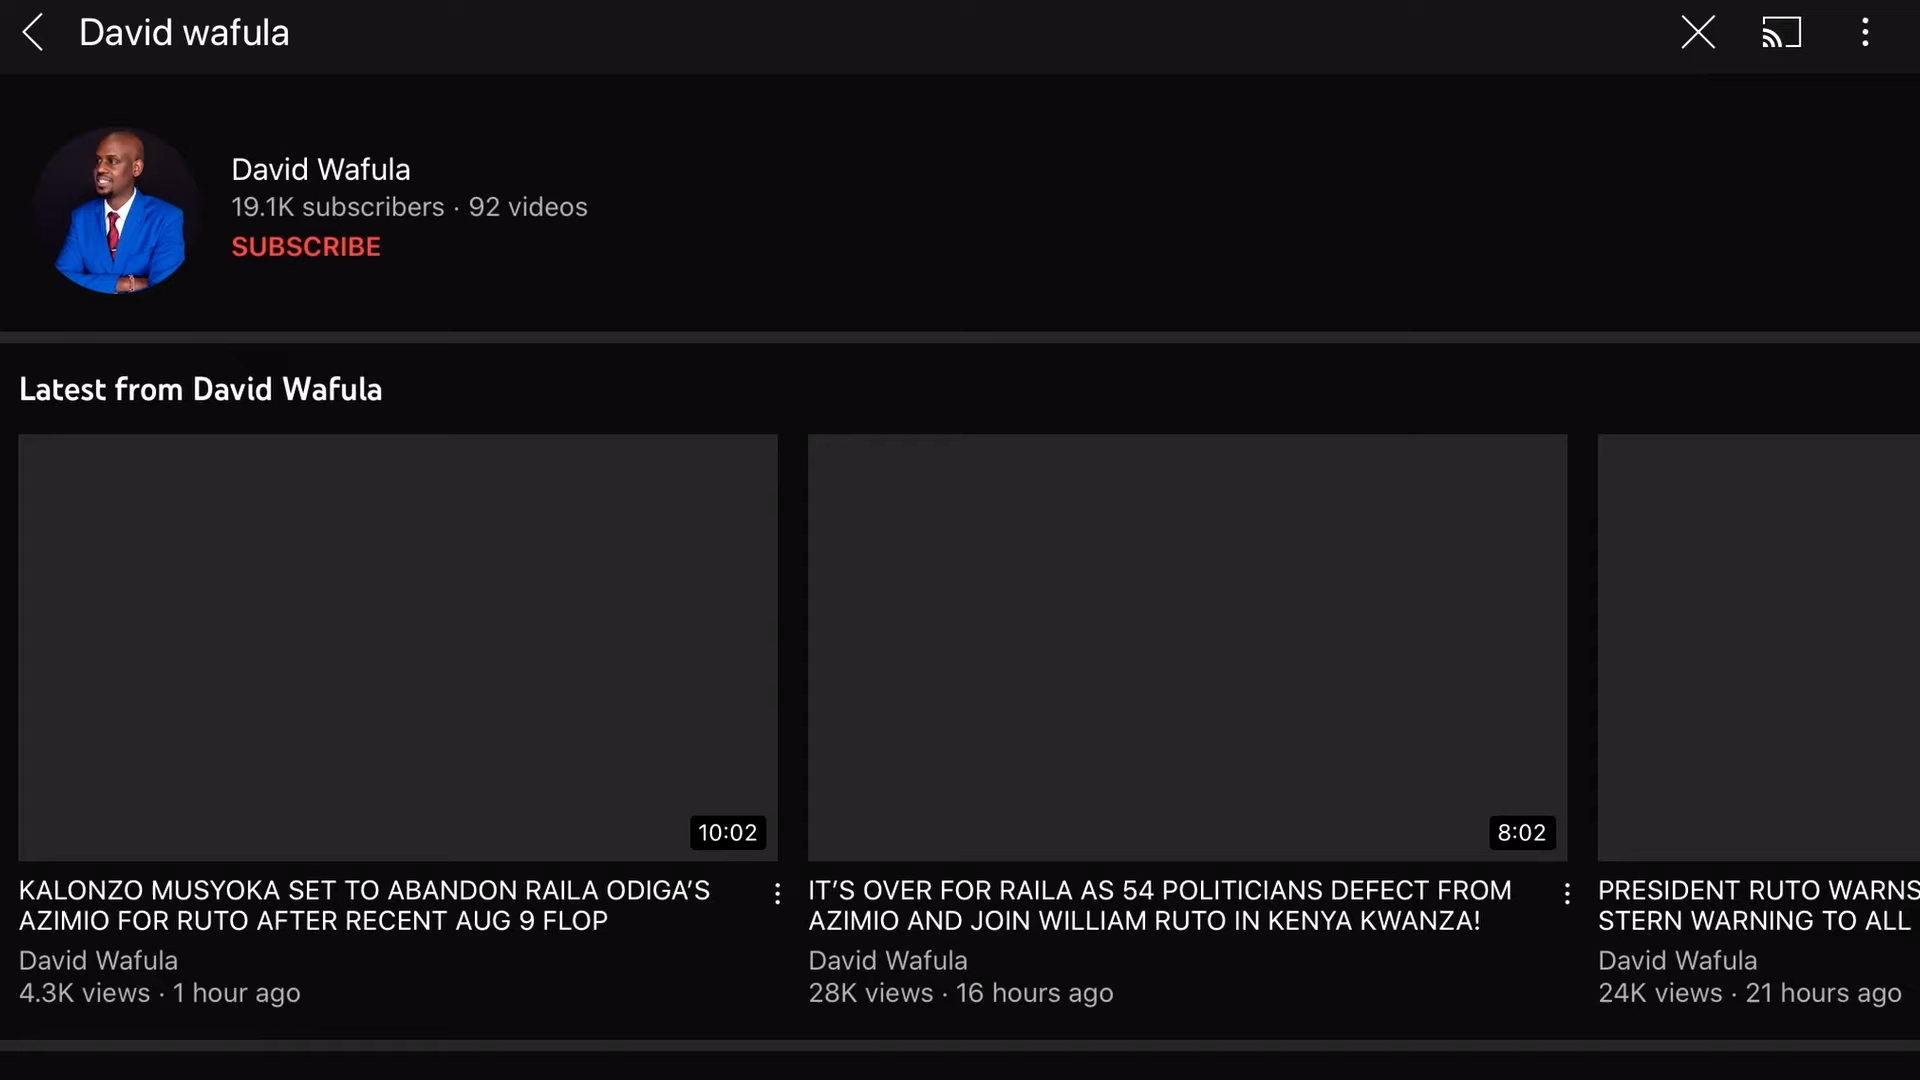 David wafula
David Wafula
19.1K subscribers · 92 videos
SUBSCRIBE
Latest from David Wafula
10:02
8:02
KALONZO MUSYOKA SET TO ABANDON RAILA ODIGA’S
AZIMIO FOR RUTO AFTER RECENT AUG 9 FLOP
David Wafula
4.3K views · 1 hour ago
IT’S OVER FOR RAILA AS 54 POLITICIANS DEFECT FROM
AZIMIO AND JOIN WILLIAM RUTO IN KENYA KWANZA!
David Wafula
28K views · 16 hours ago
PRESIDENT RUTO WARNS
STERN WARNING TO ALL
David Wafula
24K views · 21 hours ago